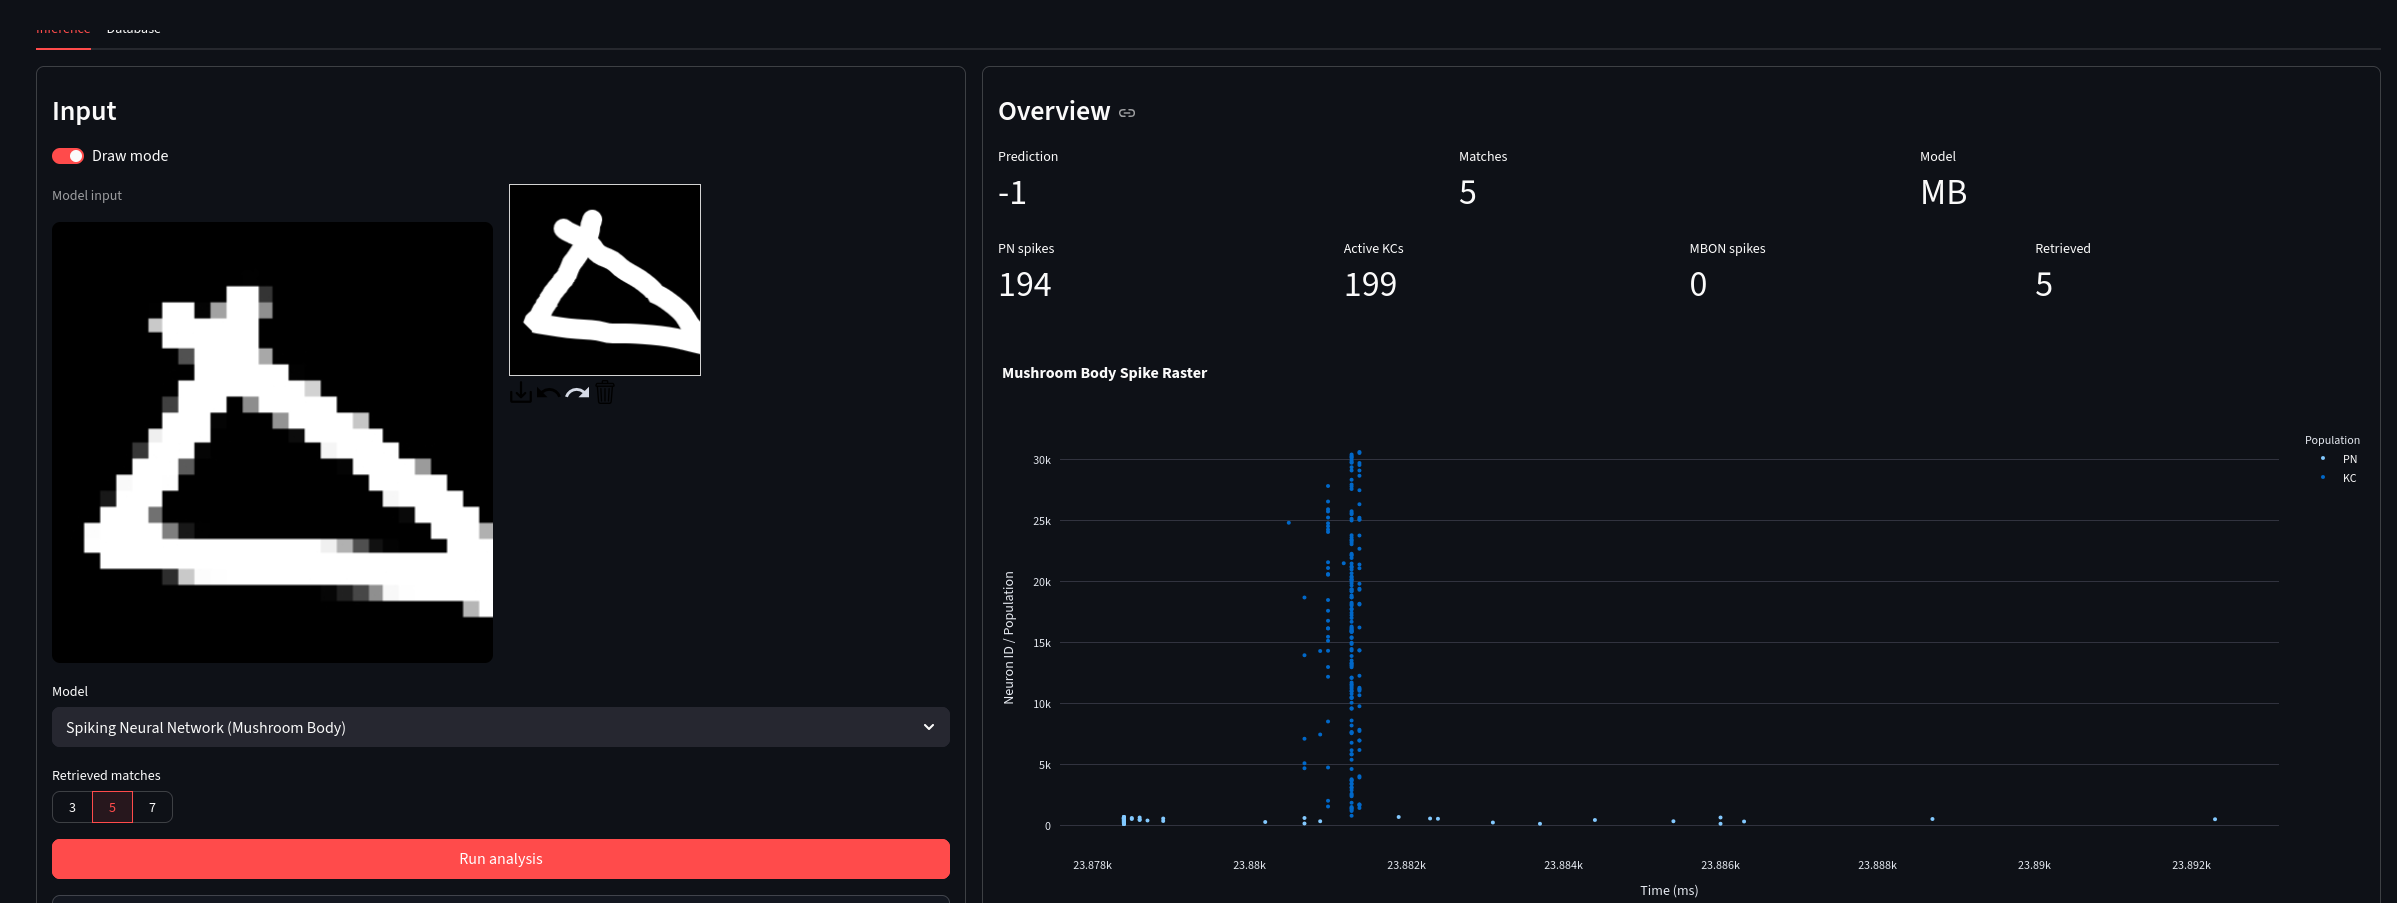 Inference Database
Input
Draw mode
Model input
Model
Spiking Neural Network (Mushroom Body)
Retrieved matches
3 5 7
Run analysis
Overview
Prediction Matches Model
-1 5 MB
PN spikes Active KCs MBON spikes Retrieved
194 199 0 5
Mushroom Body Spike Raster
Population
PN
KC
Neuron ID / Population
30k
25k
20k
15k
10k
5k
0
23.878k 23.88k 23.882k 23.884k 23.886k 23.888k 23.89k 23.892k
Time (ms)